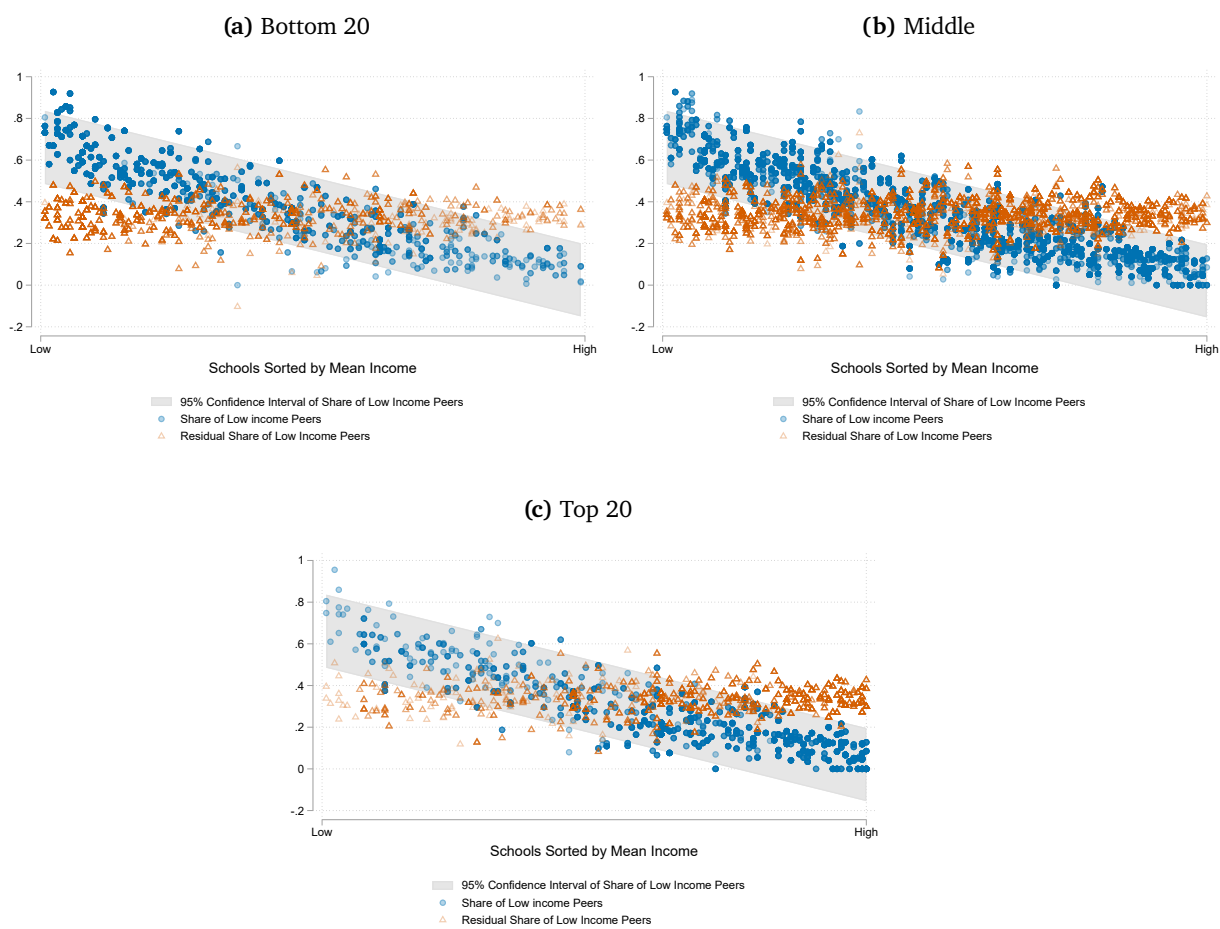 (a) Bottom 20
1
.8
.6
.4
.2
0
-.2
Low
High
Schools Sorted by Mean Income
95% Confidence Interval of Share of Low Income Peers
Share of Low income Peers
Residual Share of Low Income Peers
(b) Middle
1
.8
.6
.4
.2
0
-.2
Low
High
Schools Sorted by Mean Income
95% Confidence Interval of Share of Low Income Peers
Share of Low income Peers
Residual Share of Low Income Peers
(c) Top 20
1
.8
.6
.4
.2
0
-.2
Low
High
Schools Sorted by Mean Income
95% Confidence Interval of Share of Low Income Peers
Share of Low income Peers
Residual Share of Low Income Peers